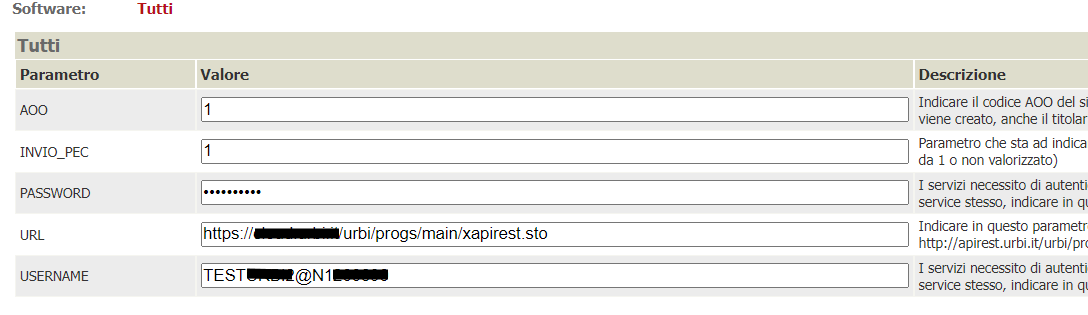 Software: Tutti
Tutti
Parametro Valore Descrizione
AOO 1 Indicare il codice AOO del si
viene creato, anche il titolar
INVIO_PEC 1 Parametro che sta ad indica
da 1 o non valorizzato)
PASSWORD •••••••••• I servizi necessito di autenti
service stesso, indicare in qu
URL https:// /urbi/progs/main/xapirest.sto Indicare in questo parametr
http://apirest.urbi.it/urbi/pro
USERNAME TEST @N1 I servizi necessito di autenti
service stesso, indicare in qu